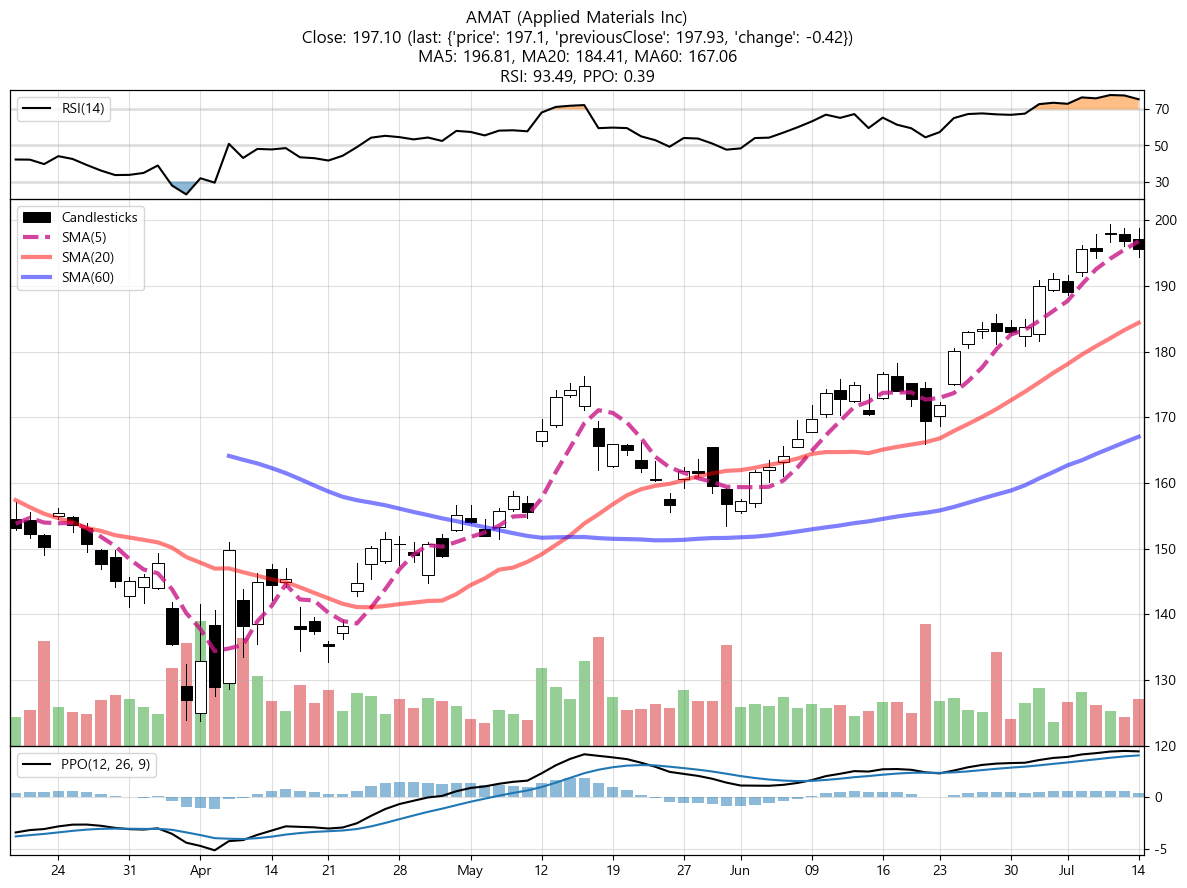 AMAT (Applied Materials Inc)
Close: 197.10 (last: {'price': 197.1, 'previousClose': 197.93, 'change': -0.42})
MA5: 196.81, MA20: 184.41, MA60: 167.06
RSI: 93.49, PPO: 0.39
RSI(14)
70
50
30
Candlesticks
SMA(5)
SMA(20)
SMA(60)
200
190
180
170
160
150
140
130
120
PPO(12, 26, 9)
0
-5
24 31 Apr 14 21 28 May 12 19 27 Jun 09 16 23 30 Jul 14